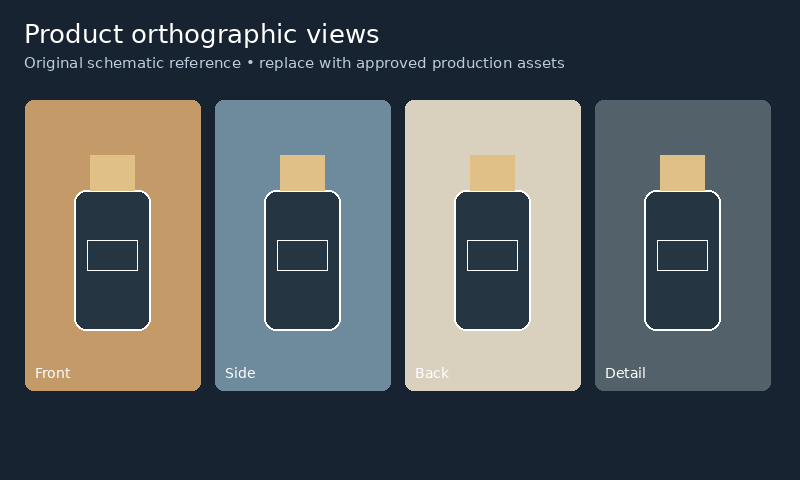 Product orthographic views
Original schematic reference • replace with approved production assets
Front
Side
Back
Detail